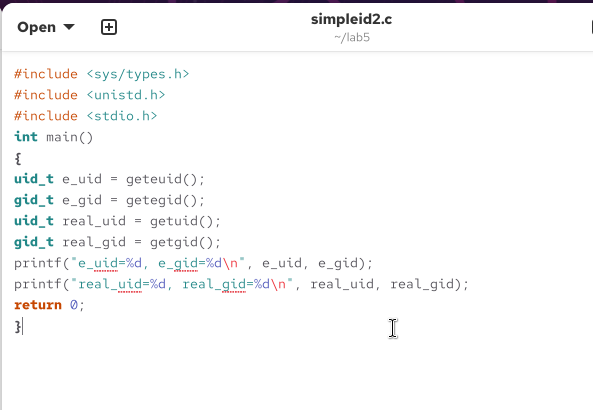 Open
simpleid2.c
~/lab5
#include <sys/types.h>
#include <unistd.h>
#include <stdio.h>
int main()
{
uid_t e_uid = geteuid();
gid_t e_gid = getegid();
uid_t real_uid = getuid();
gid_t real_gid = getgid();
printf("e_uid=%d, e_gid=%d\n", e_uid, e_gid);
printf("real_uid=%d, real_gid=%d\n", real_uid, real_gid);
return 0;
}